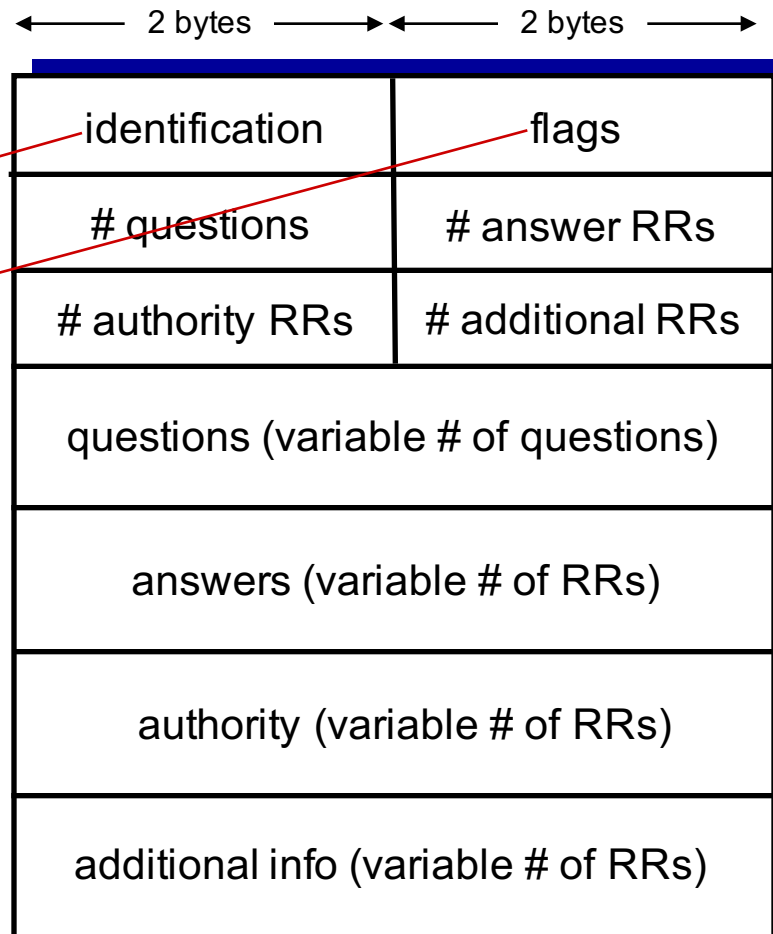 2 bytes 2 bytes
identification flags
# questions # answer RRs
# authority RRs # additional RRs
questions (variable # of questions)
answers (variable # of RRs)
authority (variable # of RRs)
additional info (variable # of RRs)